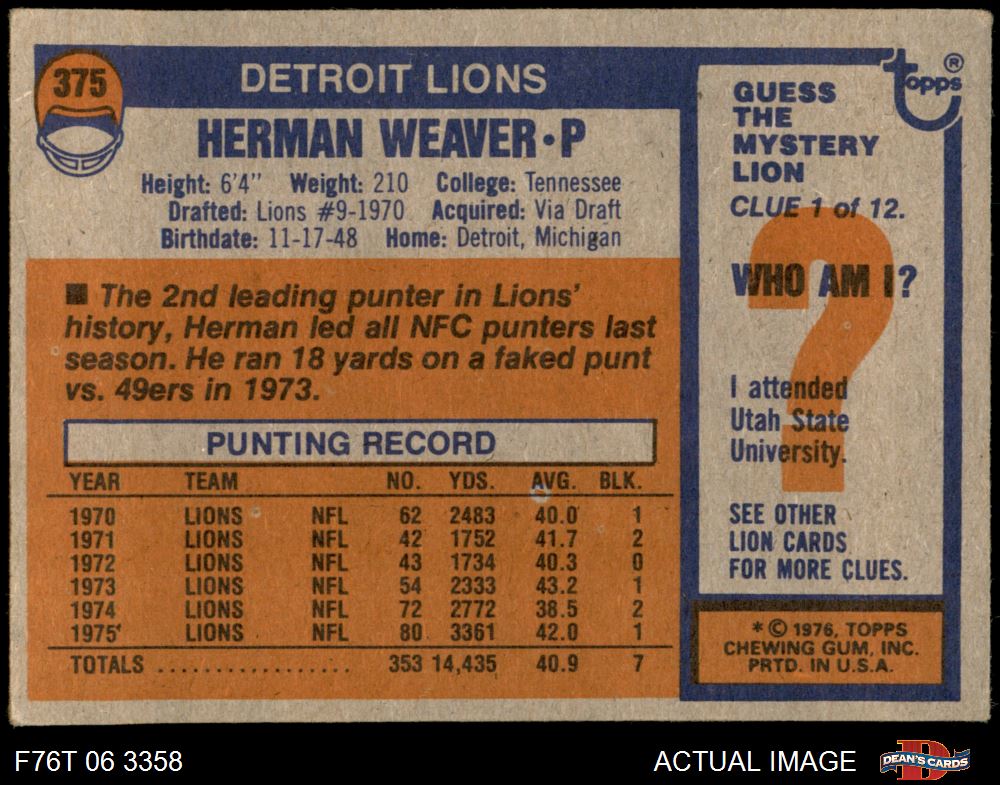 375
DETROIT LIONS
HERMAN WEAVER • P
Height: 6'4" Weight: 210 College: Tennessee
Drafted: Lions #9-1970 Acquired: Via Draft
Birthdate: 11-17-48 Home: Detroit, Michigan
■ The 2nd leading punter in Lions'
history, Herman led all NFC punters last
season. He ran 18 yards on a faked punt
vs. 49ers in 1973.
PUNTING RECORD
YEAR TEAM NO. YDS. AVG. BLK.
1970 LIONS NFL 62 2483 40.0 1
1971 LIONS NFL 42 1752 41.7 2
1972 LIONS NFL 43 1734 40.3 0
1973 LIONS NFL 54 2333 43.2 1
1974 LIONS NFL 72 2772 38.5 2
1975 LIONS NFL 80 3361 42.0 1
TOTALS .................. 353 14,435 40.9 7
topps ®
GUESS
THE
MYSTERY
LION
CLUE 1 of 12.
?
WHO AM I?
I attended
Utah State
University.
SEE OTHER
LION CARDS
FOR MORE CLUES.
* © 1976, TOPPS
CHEWING GUM, INC.
PRTD. IN U.S.A.
F76T 06 3358
ACTUAL IMAGE
D
DEAN'S CARDS